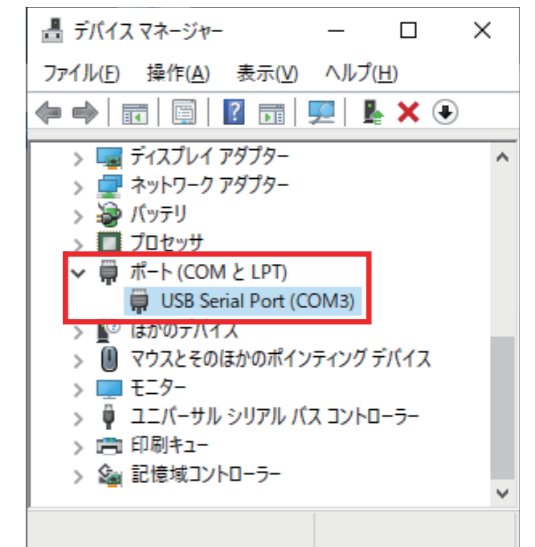 デバイス マネージャー
ファイル(F) 操作(A) 表示(V) ヘルプ(H)
ディスプレイ アダプター
ネットワーク アダプター
バッテリ
プロセッサ
ポート (COM と LPT)
USB Serial Port (COM3)
ほかのデバイス
マウスとそのほかのポインティング デバイス
モニター
ユニバーサル シリアル バス コントローラー
印刷キュー
記憶域コントローラー